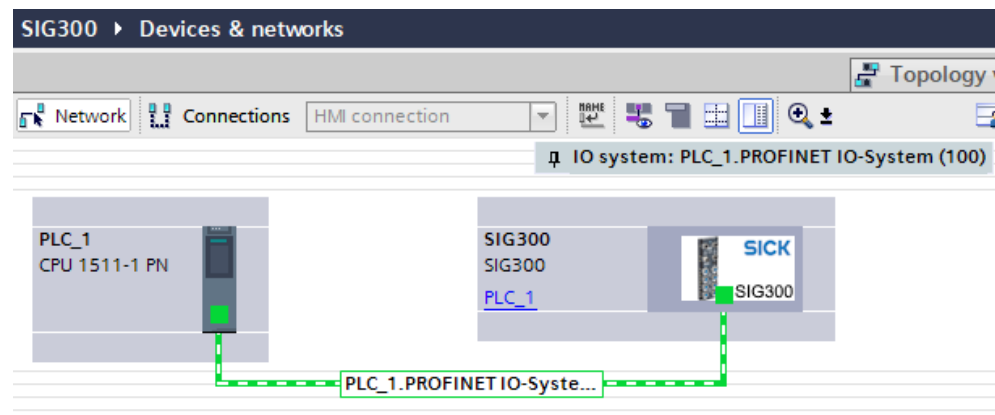 SIG300 ▸ Devices & networks
Topology
Network Connections HMI connection
IO system: PLC_1.PROFINET IO-System (100)
PLC_1
CPU 1511-1 PN
SIG300
SIG300
PLC_1
SICK
SIG300
PLC_1.PROFINET IO-Syste...